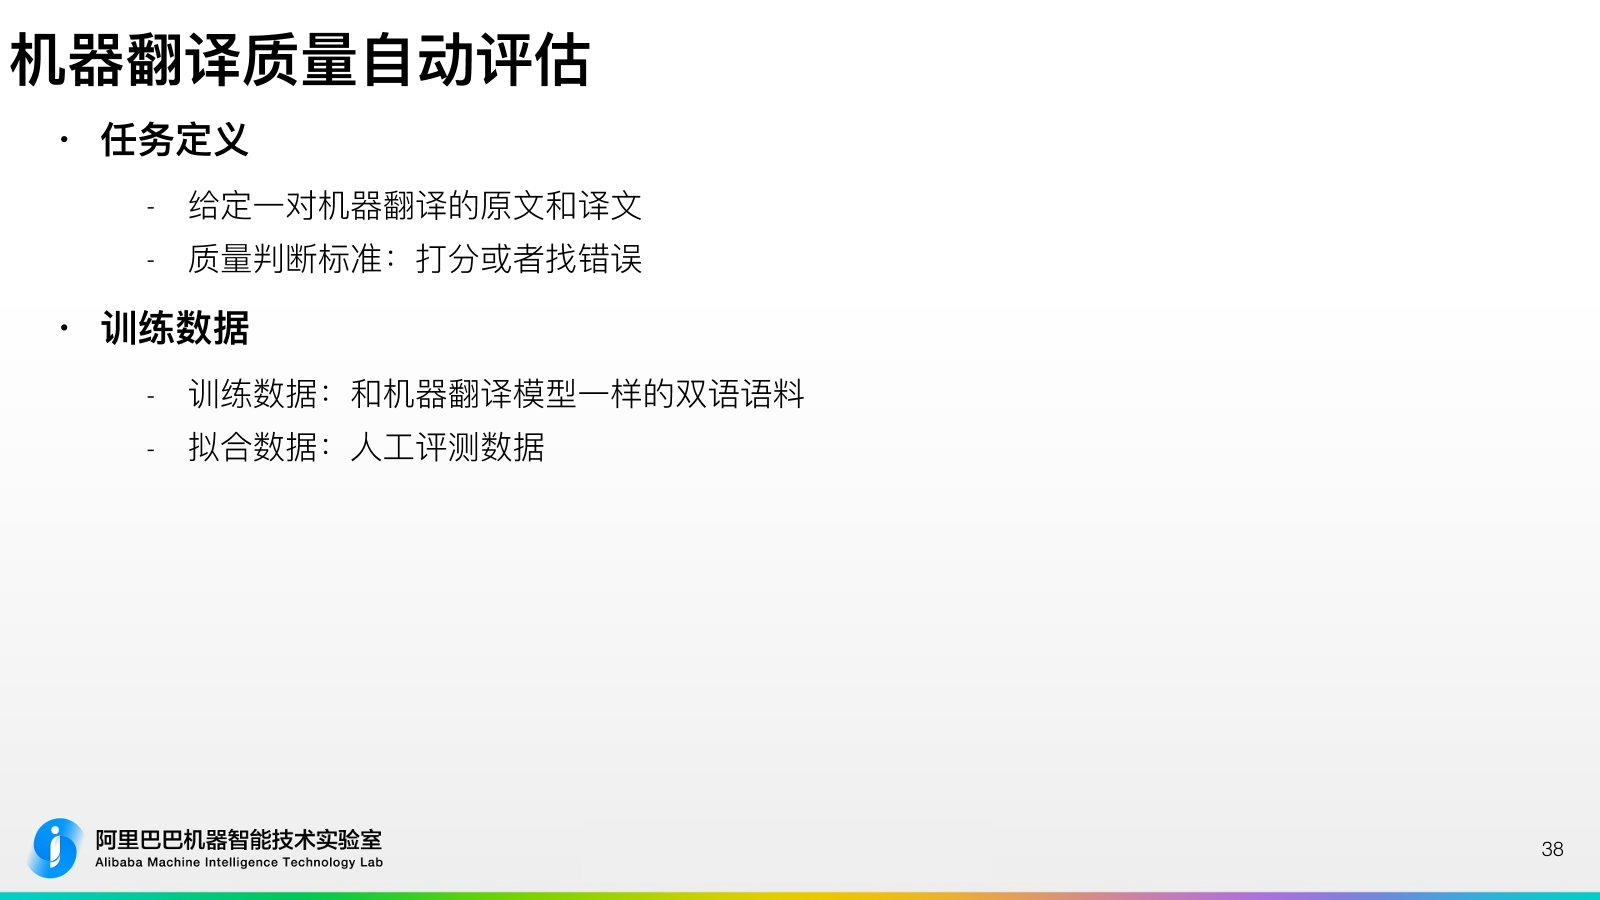 机器翻译质量自动评估
• 任务定义
- 给定一对机器翻译的原文和译文
- 质量判断标准：打分或者找错误
• 训练数据
- 训练数据：和机器翻译模型一样的双语语料
- 拟合数据：人工评测数据
阿里巴巴机器智能技术实验室
Alibaba Machine Intelligence Technology Lab
38